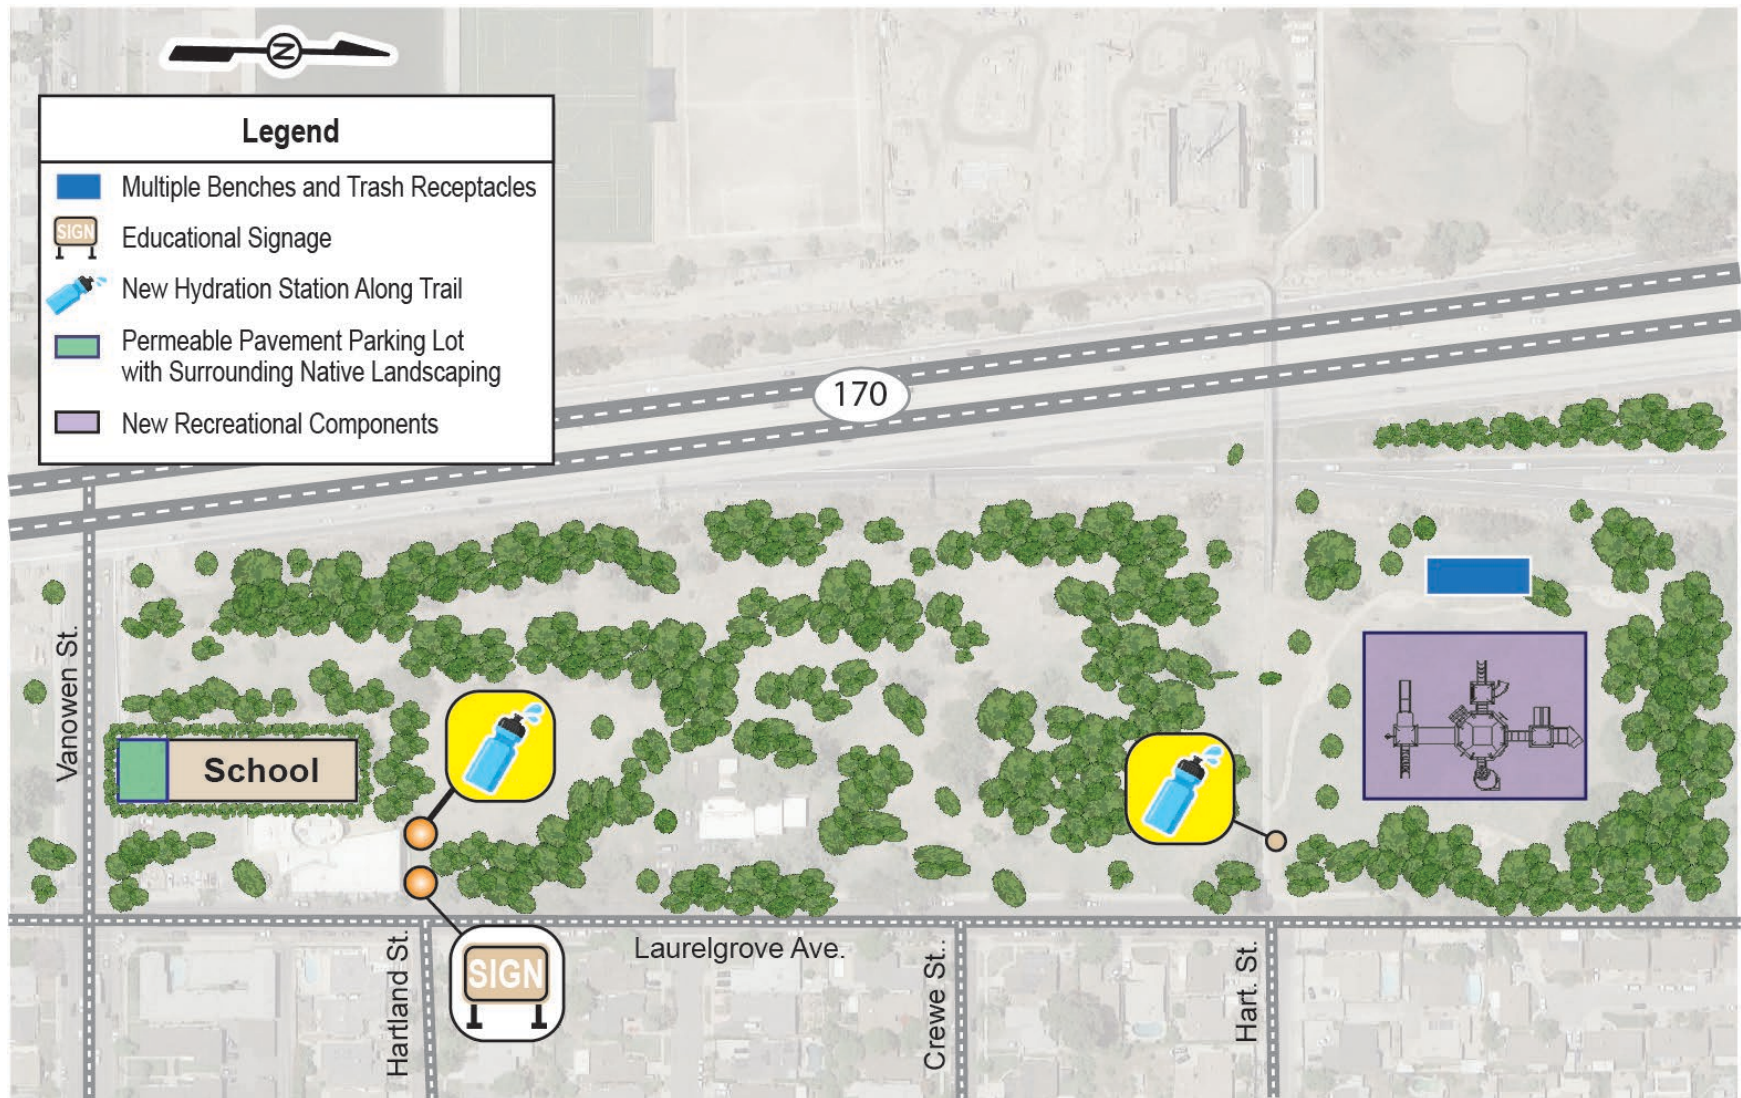 N
Legend
Multiple Benches and Trash Receptacles
SIGN
Educational Signage
New Hydration Station Along Trail
Permeable Pavement Parking Lot
with Surrounding Native Landscaping
New Recreational Components
170
Vanowen St.
School
SIGN
Hartland St.
Laurelgrove Ave.
Crewe St..
Hart. St.